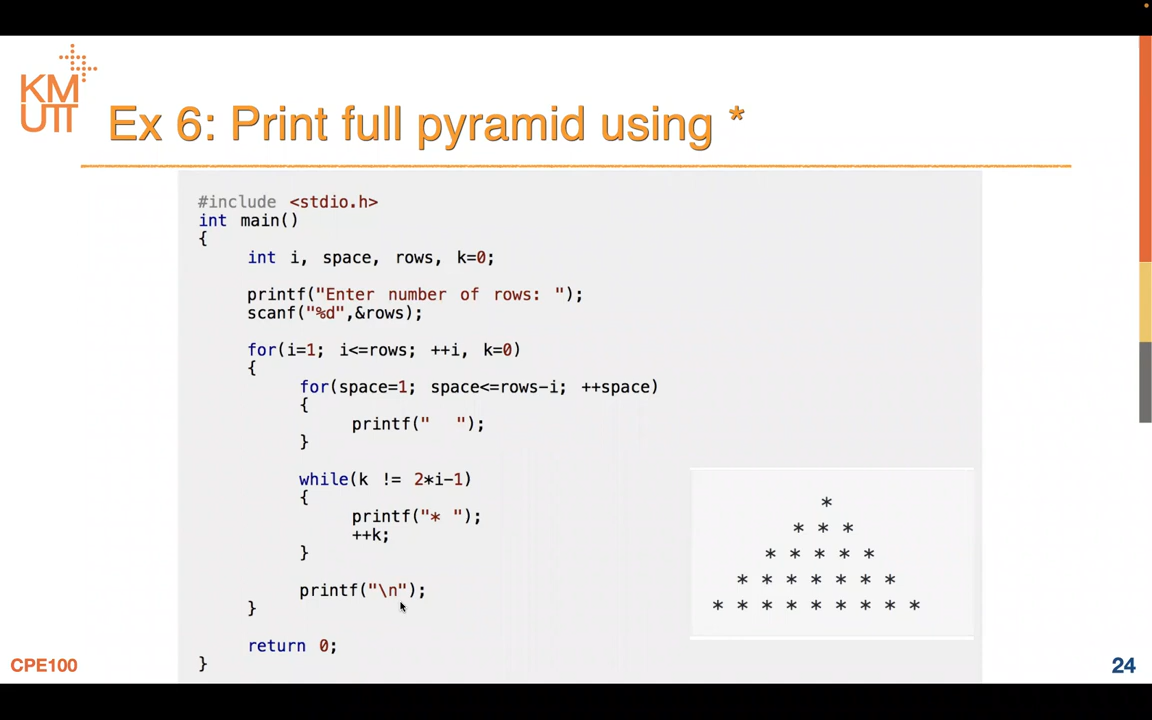 KM
UTT
Ex 6: Print full pyramid using *
#include <stdio.h>
int main()
{
int i, space, rows, k=0;
printf("Enter number of rows: ");
scanf("%d",&rows);
for(i=1; i<=rows; ++i, k=0)
{
for(space=1; space<=rows-i; ++space)
{
printf("  ");
}
while(k != 2*i-1)
{
printf("* ");
++k;
}
printf("\n");
}
return 0;
}
*
* * *
* * * * *
* * * * * * *
* * * * * * * * *
CPE100
24